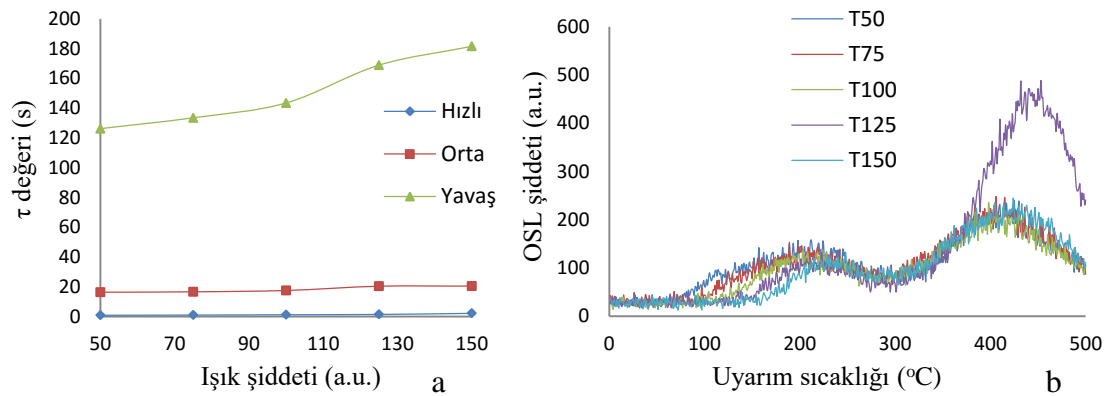 200
180
160
140
120
100
80
60
40
20
0
50
70
90
110
130
150
τ değeri (s)
Işık şiddeti (a.u.)
Hızlı
Orta
Yavaş
a
600
500
400
300
200
100
0
0
100
200
300
400
500
OSL şiddeti (a.u.)
Uyarım sıcaklığı (°C)
T50
T75
T100
T125
T150
b